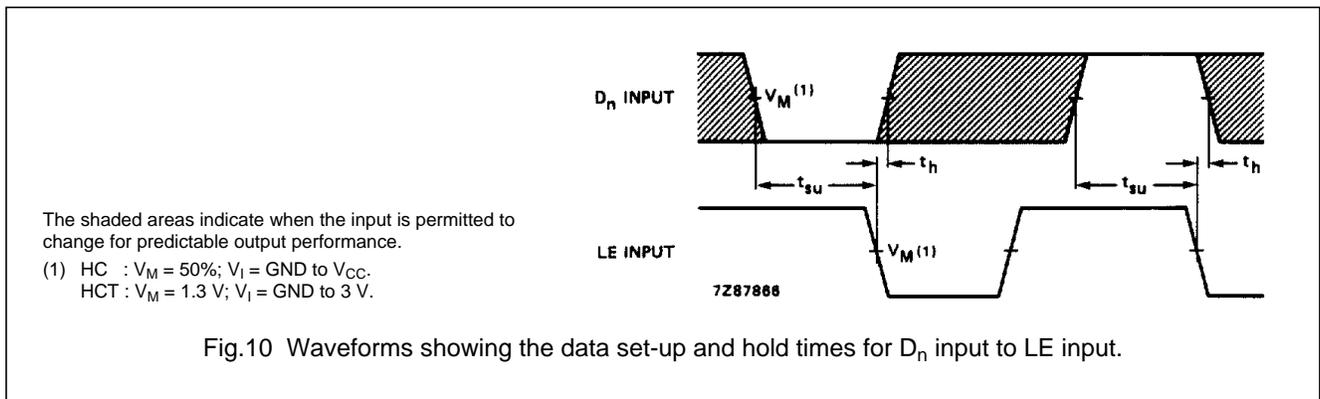 Dn INPUT
VM(1)
th
th
tsu
tsu
The shaded areas indicate when the input is permitted to
change for predictable output performance.
LE INPUT
VM(1)
(1) HC : VM = 50%; VI = GND to VCC.
HCT : VM = 1.3 V; VI = GND to 3 V.
7Z87866
Fig.10 Waveforms showing the data set-up and hold times for Dn input to LE input.